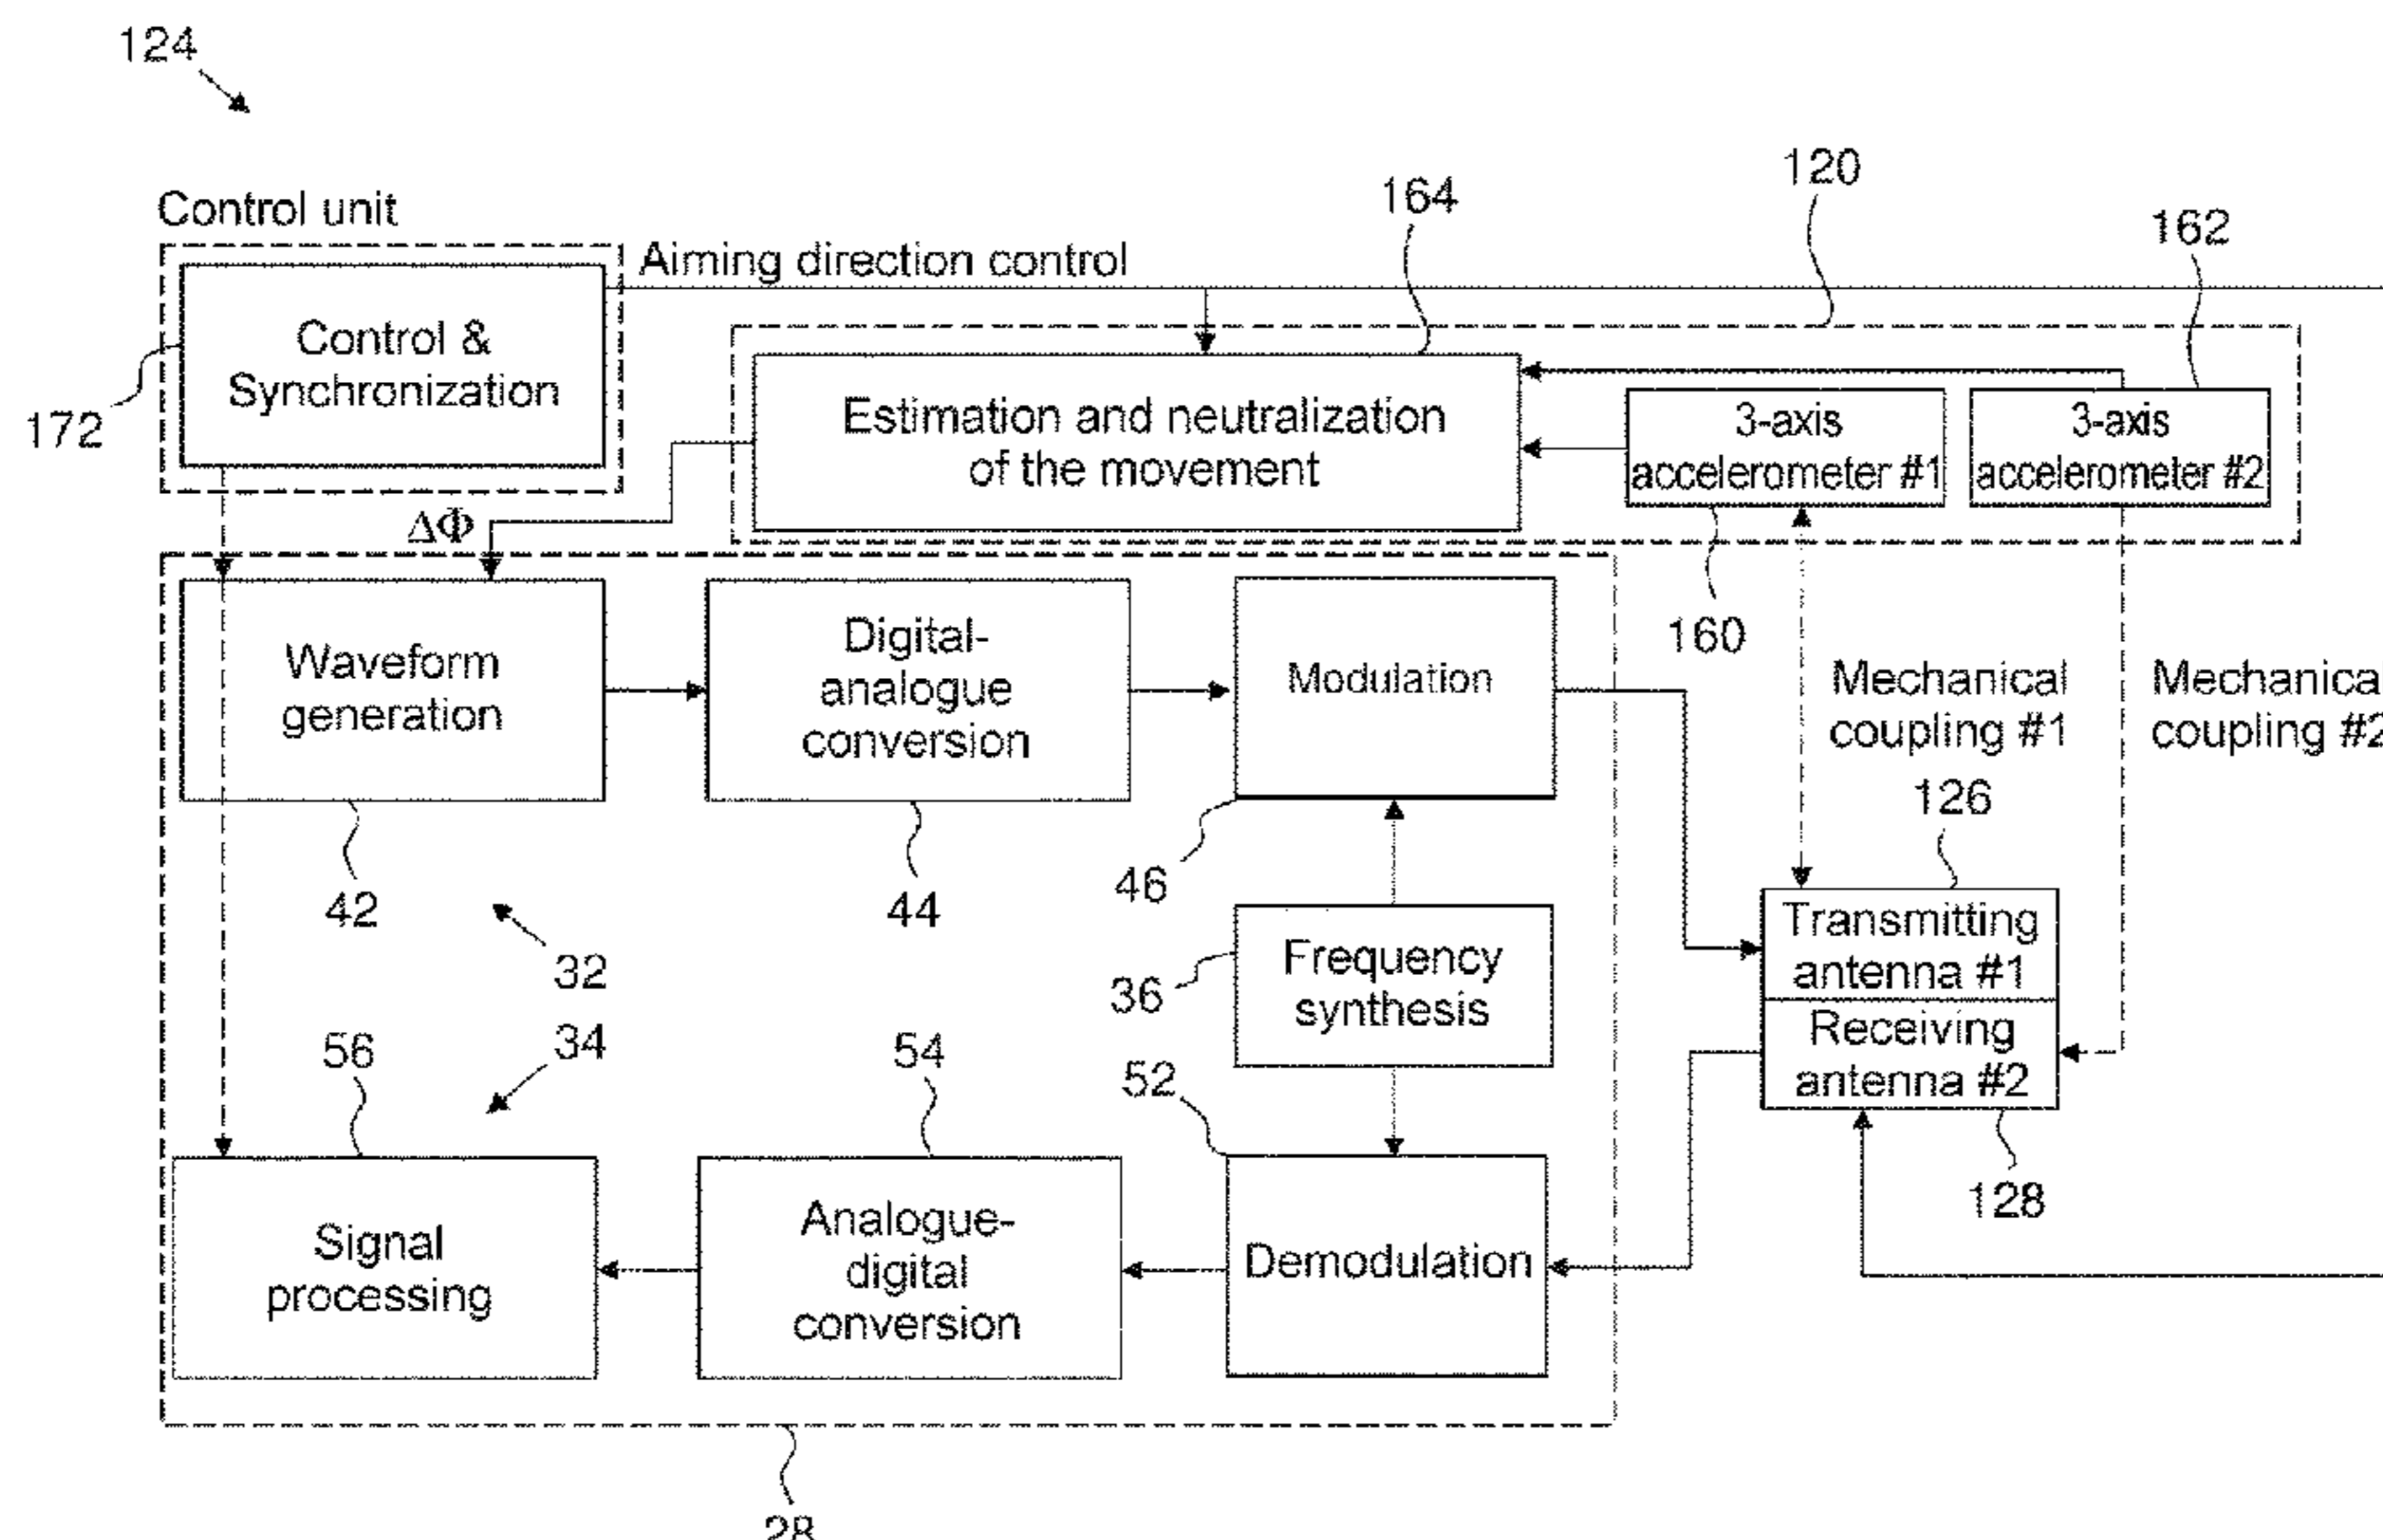 124
120
164
162
Control unit
Aiming direction control
Control &
Synchronization
172
Estimation and neutralization
of the movement
3-axis
accelerometer #1
3-axis
accelerometer #2
ΔΦ
160
Waveform
generation
Digital-
analogue
conversion
Modulation
Mechanical
coupling #1
Mechanical
coupling #2
126
42
44
46
32
36
Frequency
synthesis
Transmitting
antenna #1
Receiving
antenna #2
34
56
54
52
128
Signal
processing
Analogue-
digital
conversion
Demodulation
28